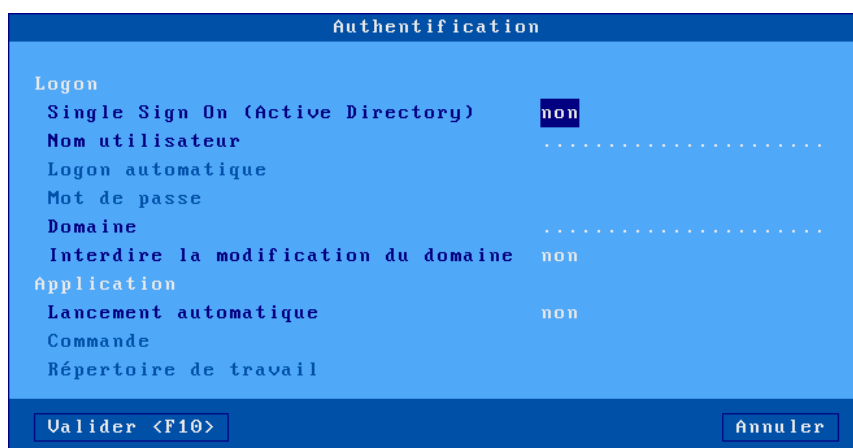 Authentification
Logon
Single Sign On (Active Directory) non
Nom utilisateur ......................
Logon automatique
Mot de passe
Domaine ......................
Interdire la modification du domaine non
Application
Lancement automatique non
Commande
Répertoire de travail
Valider <F10> Annuler